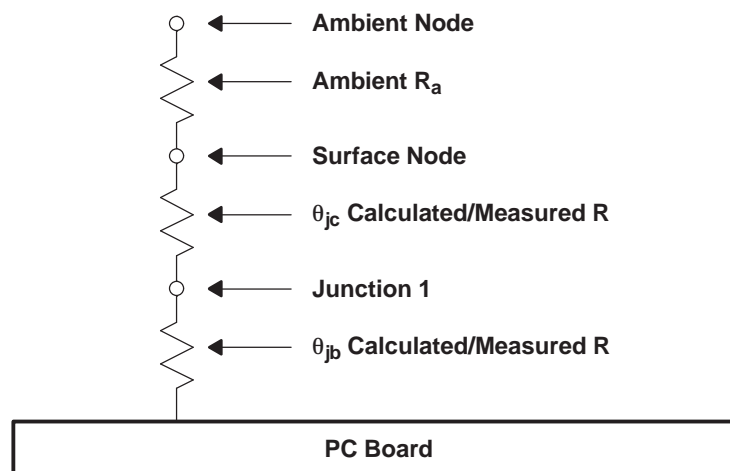 Ambient Node
Ambient Ra
Surface Node
θjc Calculated/Measured R
Junction 1
θjb Calculated/Measured R
PC Board